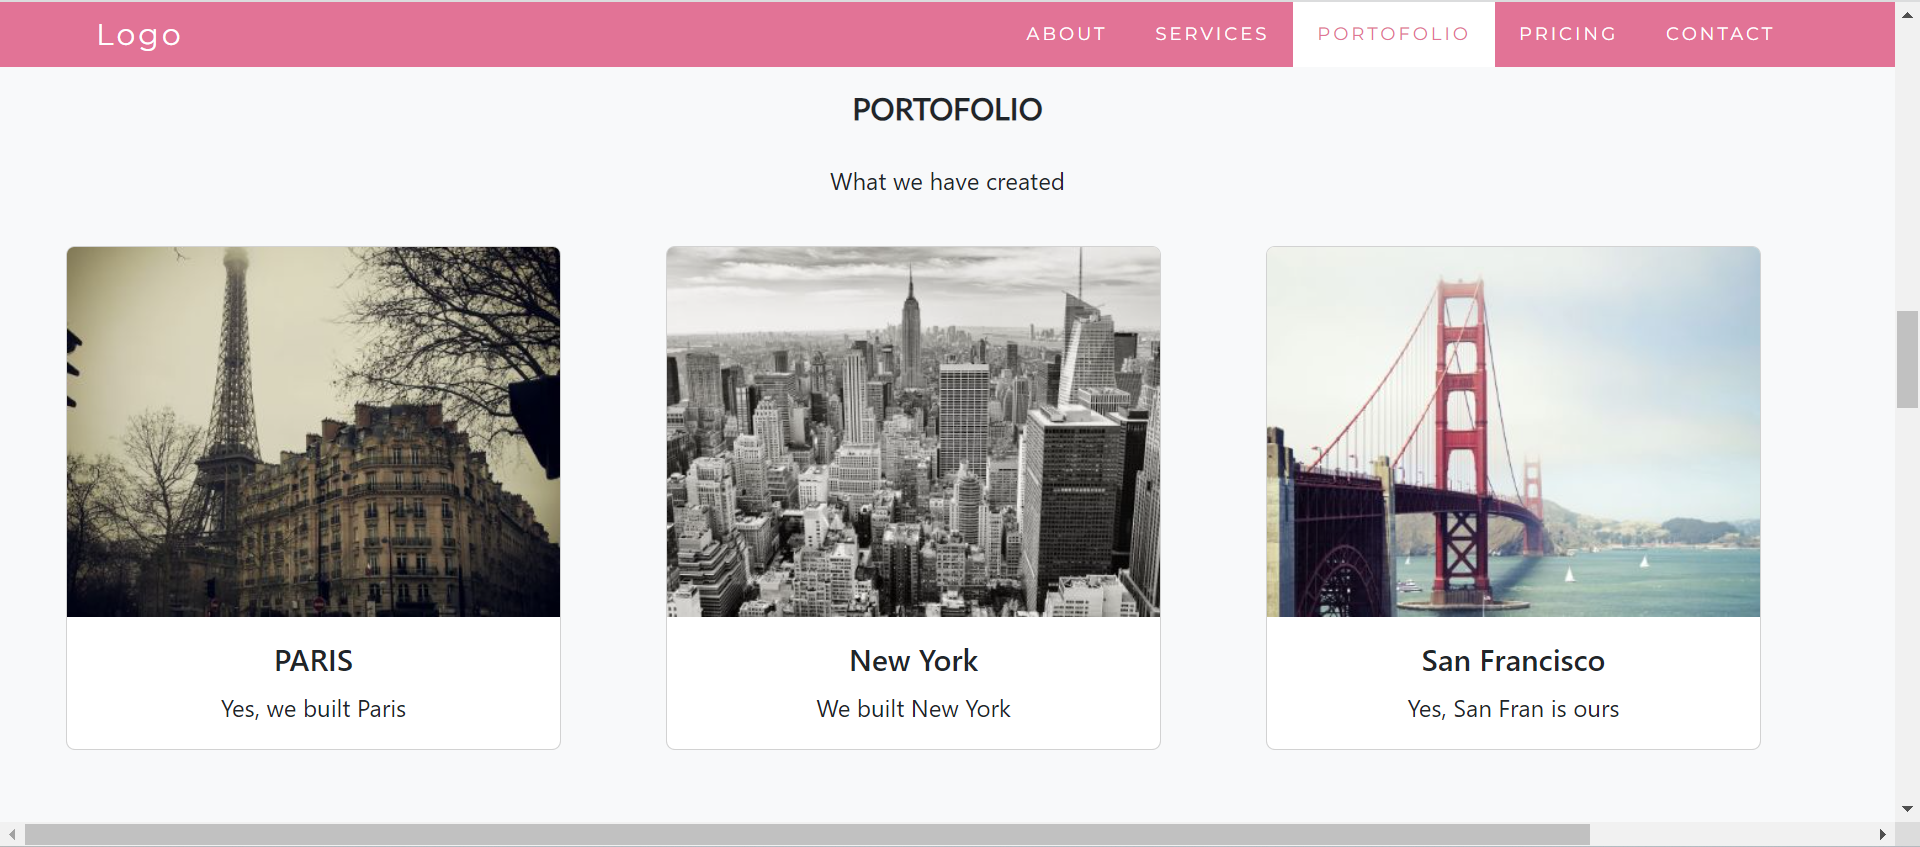 Logo
ABOUT SERVICES PORTOFOLIO PRICING CONTACT
PORTOFOLIO
What we have created
PARIS
Yes, we built Paris
New York
We built New York
San Francisco
Yes, San Fran is ours